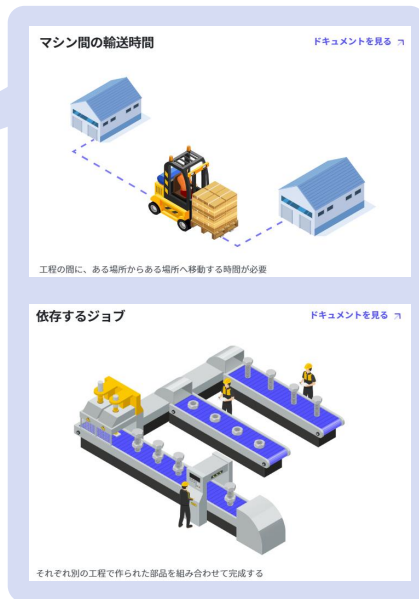 マシン間の輸送時間
ドキュメントを見る
工程の間に、ある場所からある場所へ移動する時間が必要
依存するジョブ
ドキュメントを見る
それぞれ別の工程で作られた部品を組み合わせて完成する